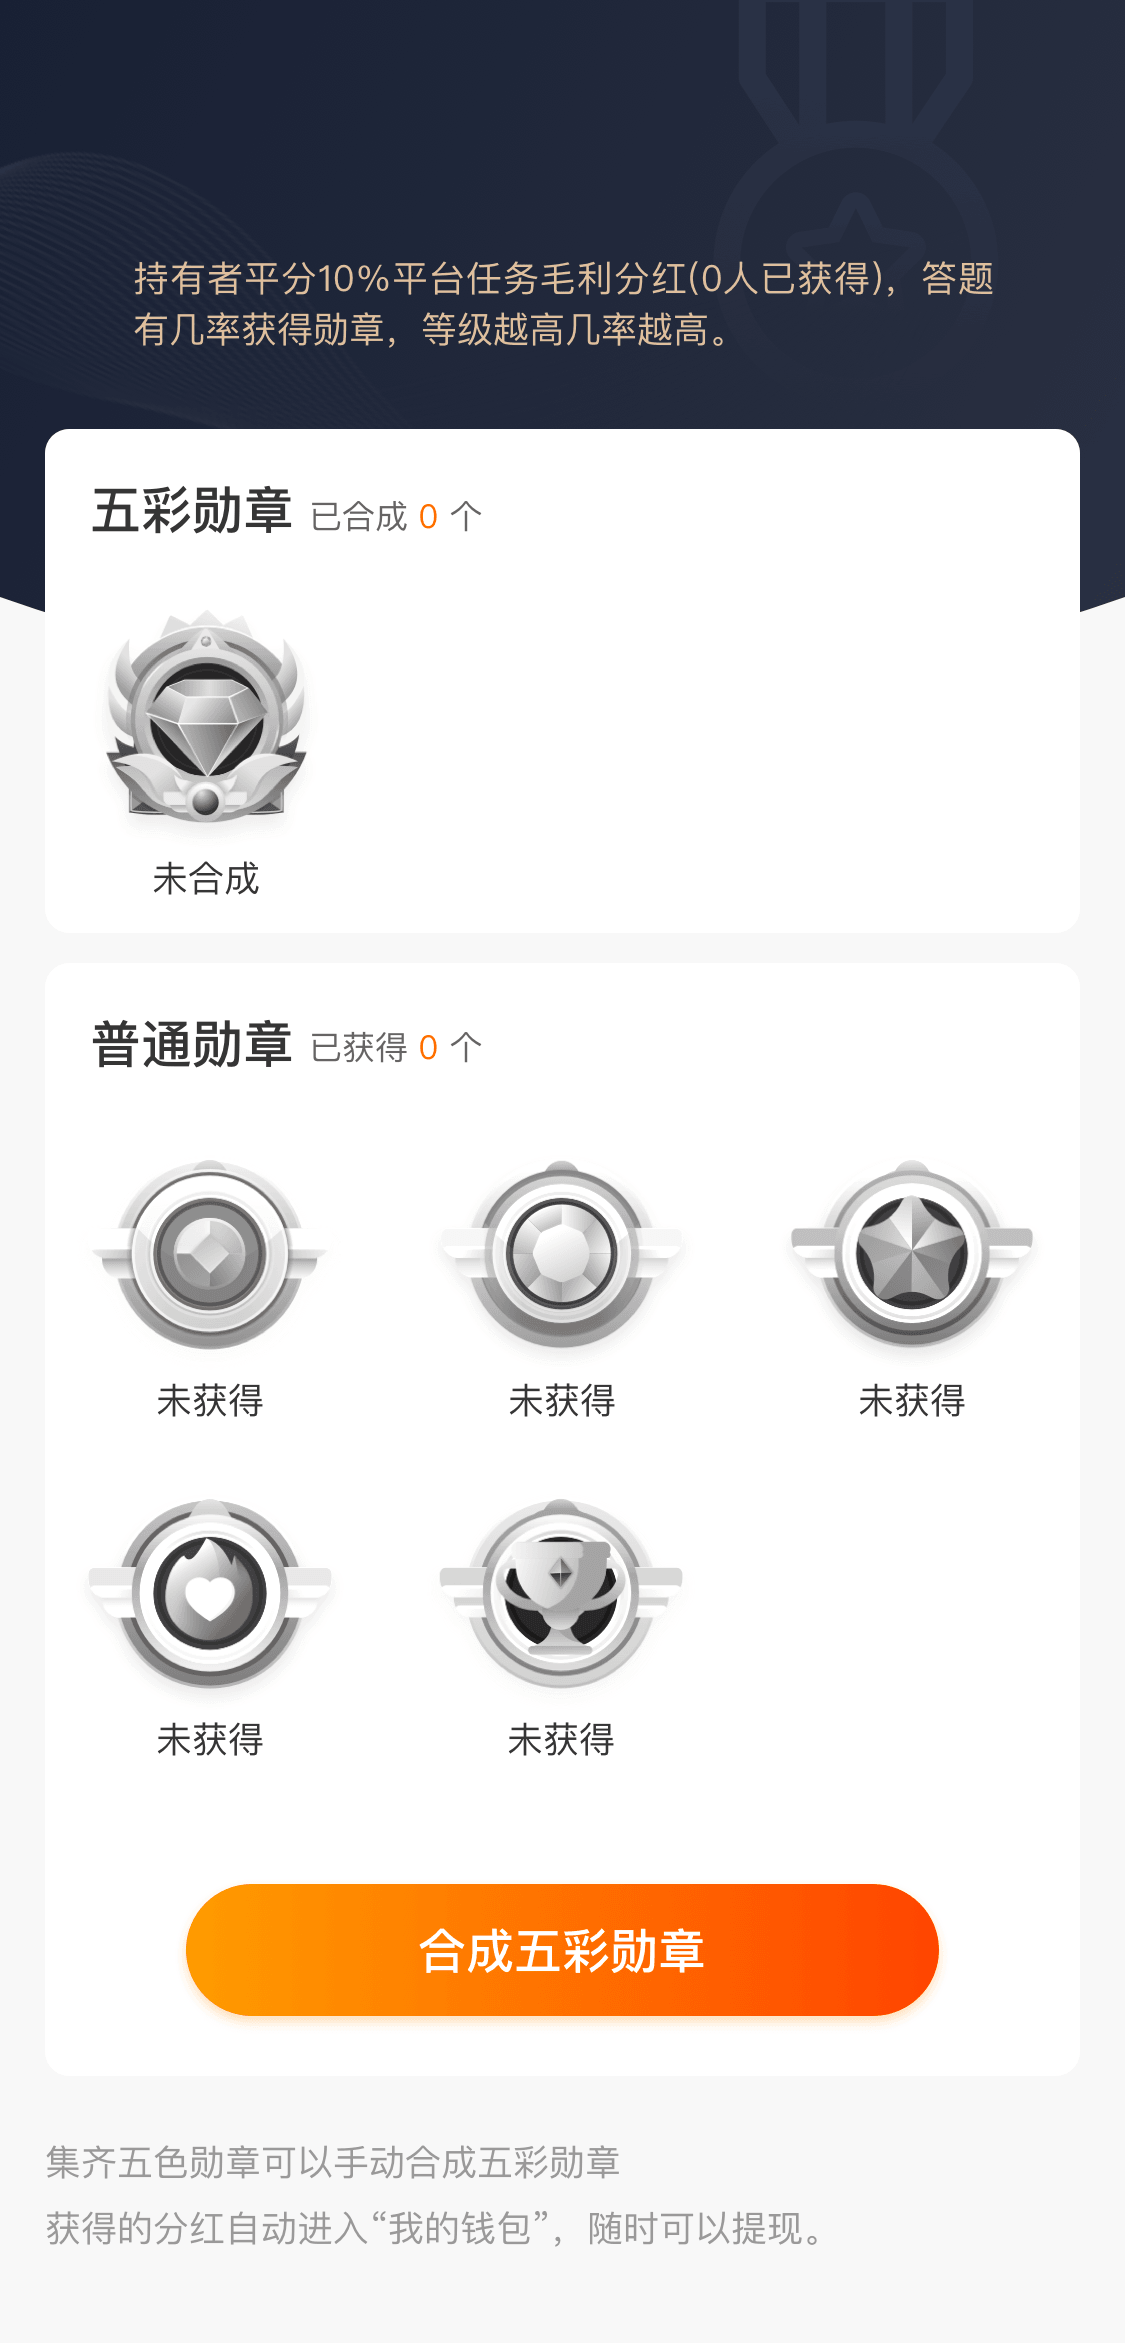 持有者平分10%平台任务毛利分红(0人已获得)，答题
有几率获得勋章，等级越高几率越高。
五彩勋章 已合成 0 个
未合成
普通勋章 已获得 0 个
未获得 未获得 未获得
未获得 未获得
合成五彩勋章
集齐五色勋章可以手动合成五彩勋章
获得的分红自动进入“我的钱包”，随时可以提现。